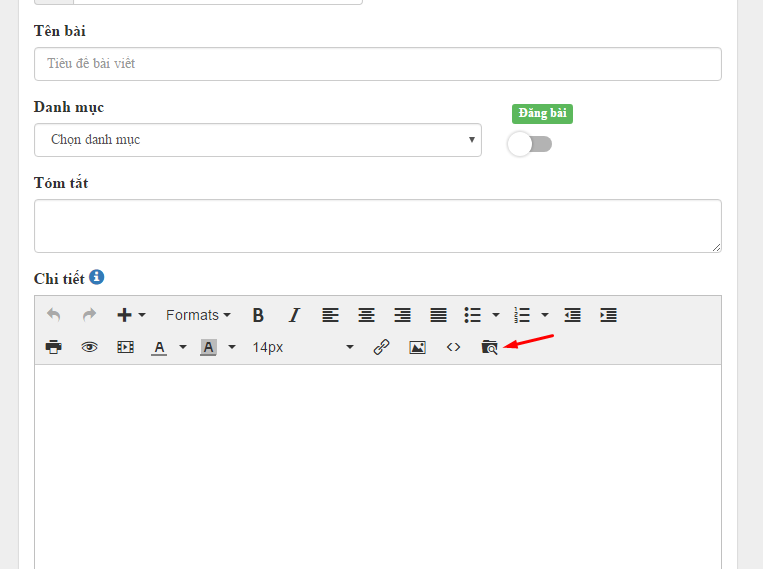 Tên bài
Tiêu đề bài viết
Danh mục
Đăng bài
Chọn danh mục
Tóm tắt
Chi tiết
Formats B I
A A 14px